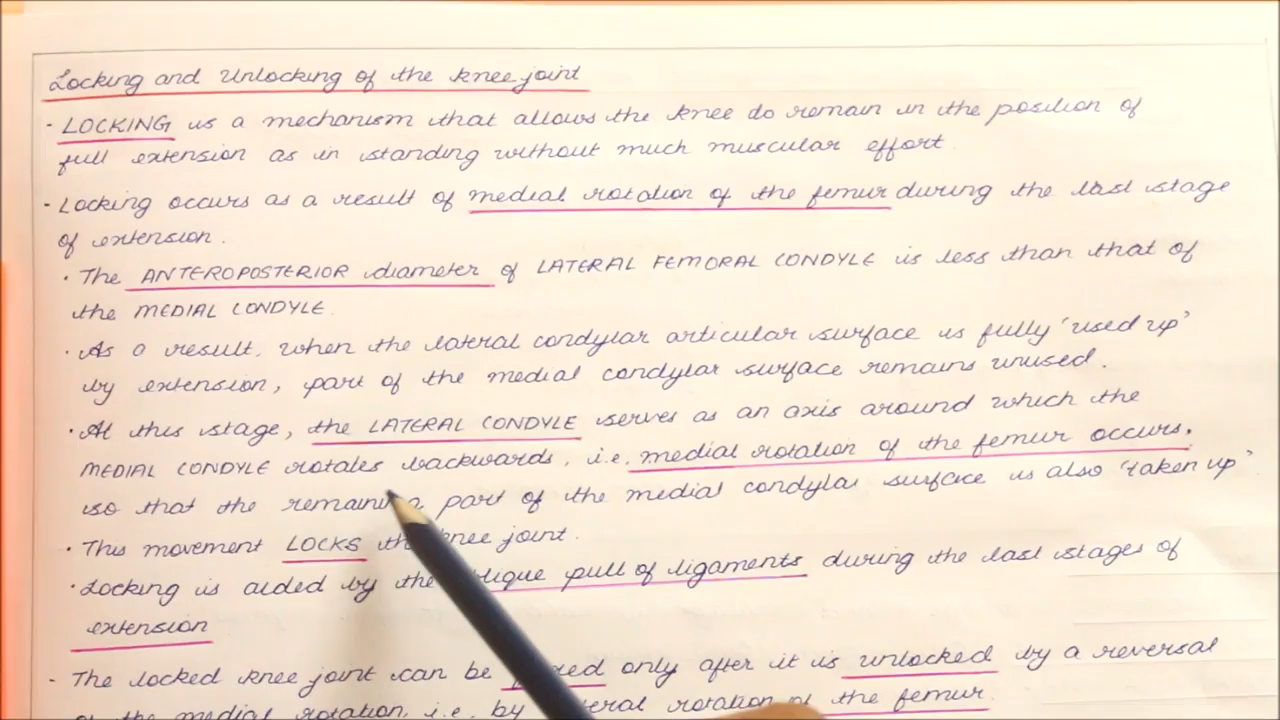 Locking and Unlocking of the knee joint
- LOCKING is a mechanism that allows the knee to remain in the position of
full extension as in standing without much muscular effort
- Locking occurs as a result of medial rotation of the femur during the last stage
of extension.
· The ANTEROPOSTERIOR diameter of LATERAL FEMORAL CONDYLE is less than that of
the MEDIAL CONDYLE.
· As a result, when the lateral condylar articular surface is fully 'used up'
by extension, part of the medial condylar surface remains unused.
· At this stage, the LATERAL CONDYLE serves as an axis around which the
MEDIAL CONDYLE rotates backwards, i.e, medial rotation of the femur occurs.
so that the remaining part of the medial condylar surface is also 'taken up'
· This movement LOCKS the knee joint.
· Locking is aided by the oblique pull of ligaments during the last stages of
extension
- The locked knee joint can be only after it is unlocked by a reversal
of the medial rotation, i.e, by rotation of the femur.